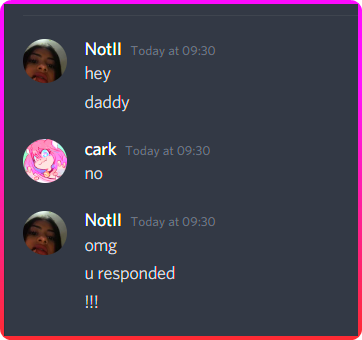 NotII Today at 09:30
hey
daddy
cark Today at 09:30
no
NotII Today at 09:30
omg
u responded
!!!